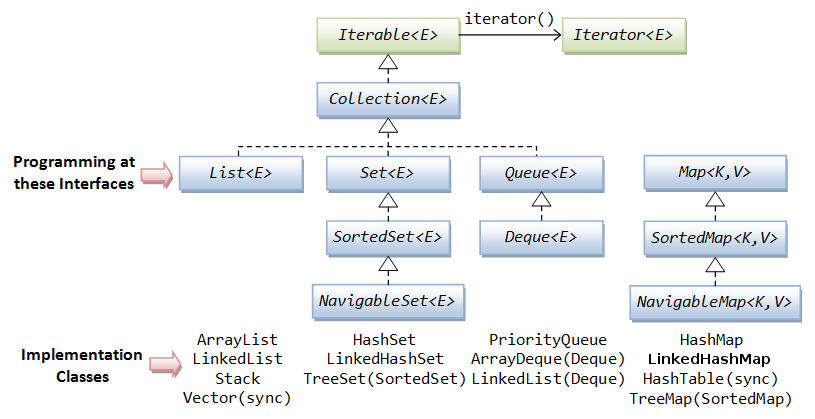 iterator()
Iterable<E>
Iterator<E>
Collection<E>
Programming at
these Interfaces
List<E>
Set<E>
Queue<E>
Map<K,V>
SortedSet<E>
Deque<E>
SortedMap<K,V>
NavigableSet<E>
NavigableMap<K,V>
Implementation
Classes
ArrayList
LinkedList
Stack
Vector(sync)
HashSet
LinkedHashSet
TreeSet(SortedSet)
PriorityQueue
ArrayDeque(Deque)
LinkedList(Deque)
HashMap
LinkedHashMap
HashTable(sync)
TreeMap(SortedMap)